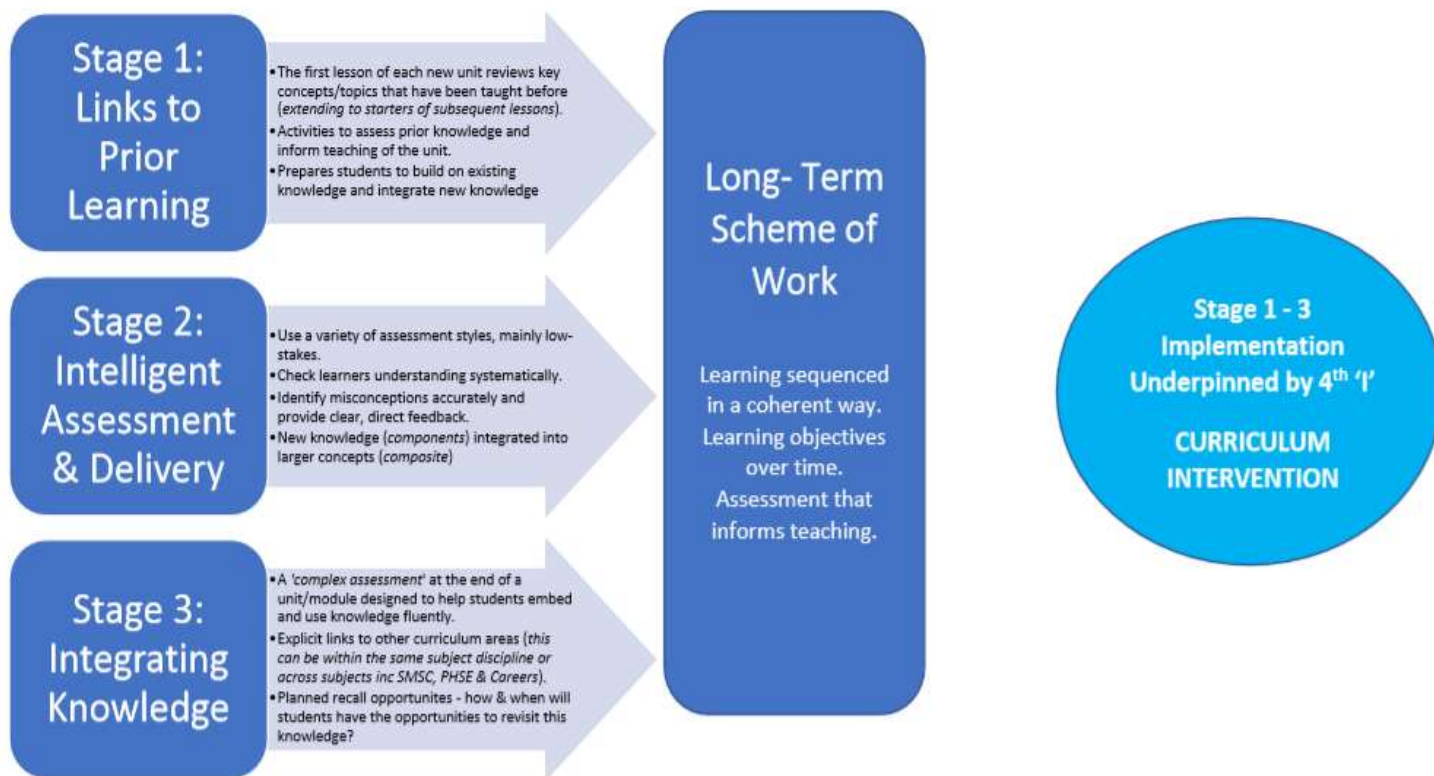 Stage 1:
Links to
Prior
Learning
•The first lesson of each new unit reviews key
concepts/topics that have been taught before
(extending to starters of subsequent lessons).
•Activities to assess prior knowledge and
inform teaching of the unit.
•Prepares students to build on existing
knowledge and integrate new knowledge
Stage 2:
Intelligent
Assessment
& Delivery
•Use a variety of assessment styles, mainly low-
stakes.
•Check learners understanding systematically.
•Identify misconceptions accurately and
provide clear, direct feedback.
•New knowledge (components) integrated into
larger concepts (composite)
Stage 3:
Integrating
Knowledge
•A 'complex assessment' at the end of a
unit/module designed to help students embed
and use knowledge fluently.
•Explicit links to other curriculum areas (this
can be within the same subject discipline or
across subjects inc SMSC, PHSE & Careers).
•Planned recall opportunites - how & when will
students have the opportunities to revisit this
knowledge?
Long- Term
Scheme of
Work
Learning sequenced
in a coherent way.
Learning objectives
over time.
Assessment that
informs teaching.
Stage 1 - 3
Implementation
Underpinned by 4th 'I'
CURRICULUM
INTERVENTION